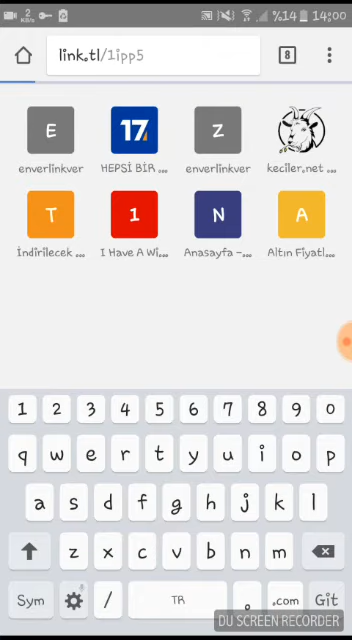 2
KB/s
%14 14:00
link.tl/1ipp5
8
E 17 Z
enverlinkver HEPSİ BİR ... enverlinkver keciler.net ...
T 1 N A
İndirilecek ... I Have A Wi... Anasayfa –... Altın Fiyatl...
1 2 3 4 5 6 7 8 9 0
q w e r t y u i o p
a s d f g h j k l
z x c v b n m
Sym / TR . .com Git
DU SCREEN RECORDER